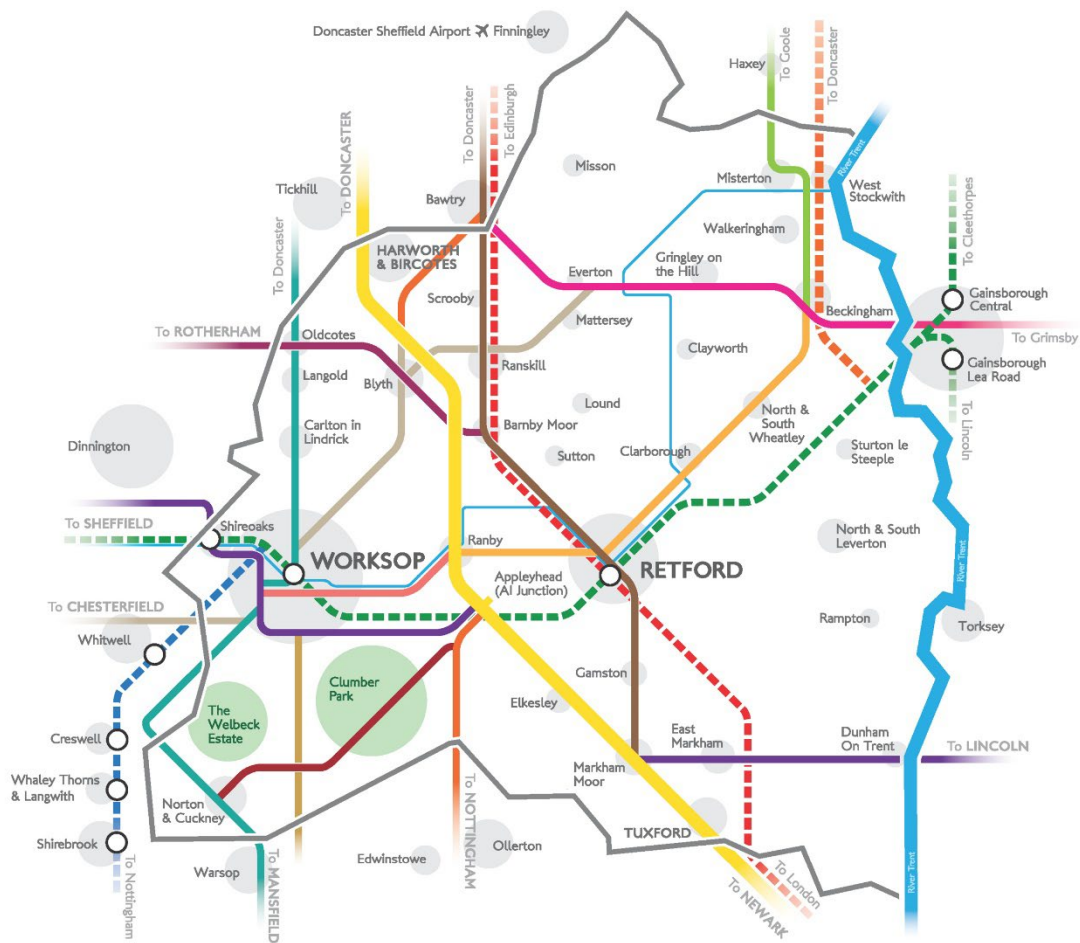 Doncaster Sheffield Airport ✈ Finningley
Haxey
To Goole
To Doncaster
To Doncaster
To Edinburgh
River Trent
To DONCASTER
Misson
Misterton
Tickhill
Bawtry
West
Stockwith
To Cleethorpes
Walkeringham
To Doncaster
HARWORTH
& BIRCOTES
Gringley on
the Hill
Everton
Scrooby
Gainsborough
Central
Beckingham
Mattersey
To ROTHERHAM
Oldcotes
To Grimsby
Clayworth
Ranskill
Gainsborough
Lea Road
Langold
Blyth
Lound
North &
South
Wheatley
To Lincoln
Carlton in
Lindrick
Barnby Moor
Dinnington
Sutton
Clarborough
Sturton le
Steeple
To SHEFFIELD
Shireoaks
North & South
Leverton
Ranby
WORKSOP
RETFORD
River Trent
Appleyhead
(A1 Junction)
To CHESTERFIELD
Whitwell
Rampton
Torksey
Clumber
Park
Gamston
The
Welbeck
Estate
Elkesley
Creswell
East
Markham
Dunham
On Trent
To LINCOLN
Markham
Moor
Whaley Thorns
& Langwith
Norton
& Cuckney
To NOTTINGHAM
Shirebrook
TUXFORD
Ollerton
Edwinstowe
Warsop
To Nottingham
To MANSFIELD
To London
To NEWARK
River Trent